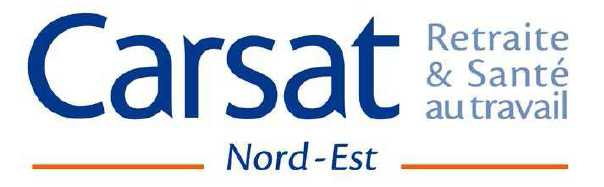 Carsat
Retraite
& Santé
au travail
Nord-Est